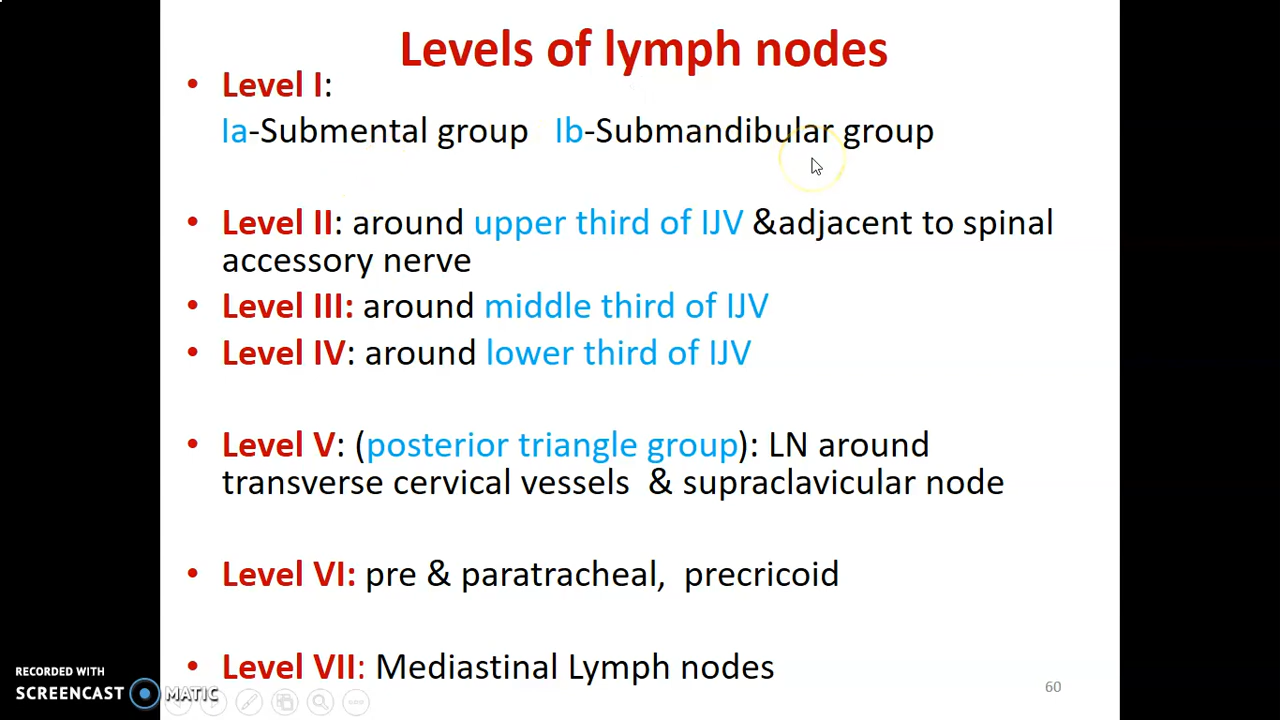 Levels of lymph nodes
• Level I:
Ia-Submental group Ib-Submandibular group
• Level II: around upper third of IJV &adjacent to spinal
accessory nerve
• Level III: around middle third of IJV
• Level IV: around lower third of IJV
• Level V: (posterior triangle group): LN around
transverse cervical vessels & supraclavicular node
• Level VI: pre & paratracheal, precricoid
• Level VII: Mediastinal Lymph nodes
60
RECORDED WITH
SCREENCAST MATIC